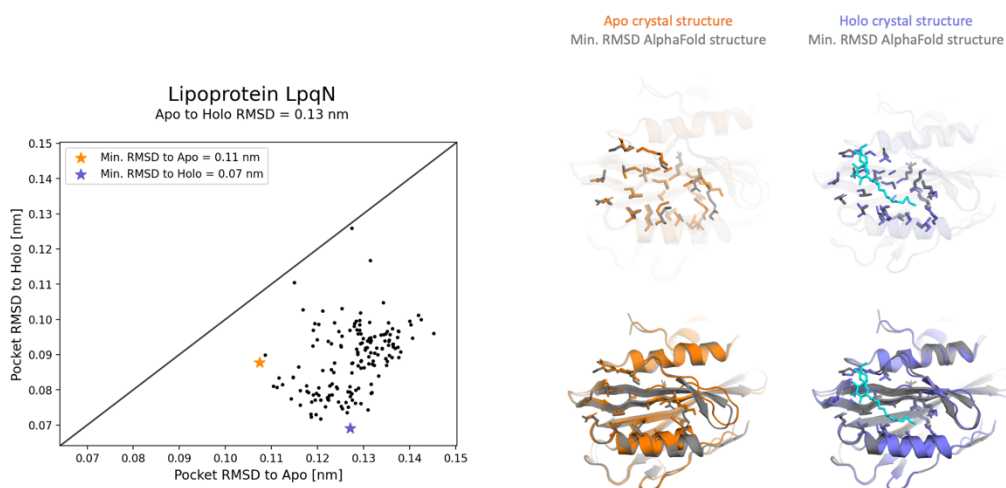 Lipoprotein LpqN
Apo to Holo RMSD = 0.13 nm
Min. RMSD to Apo = 0.11 nm
Min. RMSD to Holo = 0.07 nm
Pocket RMSD to Holo [nm]
0.15
0.14
0.13
0.12
0.11
0.10
0.09
0.08
0.07
0.07 0.08 0.09 0.10 0.11 0.12 0.13 0.14 0.15
Pocket RMSD to Apo [nm]
Apo crystal structure
Min. RMSD AlphaFold structure
Holo crystal structure
Min. RMSD AlphaFold structure